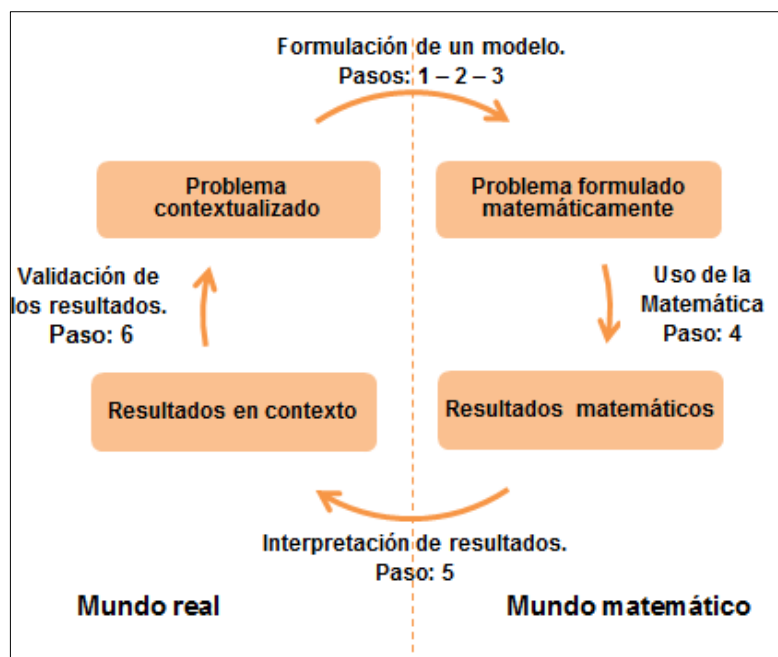 Formulación de un modelo.
Pasos: 1 – 2 – 3
Problema
contextualizado
Problema formulado
matemáticamente
Validación de
los resultados.
Paso: 6
Uso de la
Matemática
Paso: 4
Resultados en contexto
Resultados matemáticos
Interpretación de resultados.
Paso: 5
Mundo real
Mundo matemático